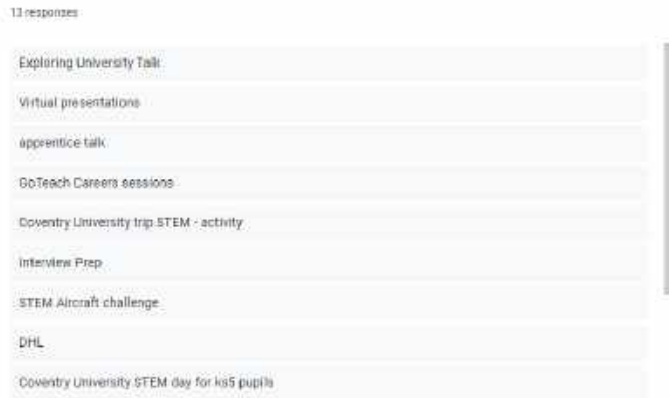 13 responses
Exploring University Talk
Virtual presentations
apprentice talk
GoTeach Careers sessions
Coventry University trip STEM - activity
Interview Prep
STEM Aircraft challenge
DHL
Coventry University STEM day for ks5 pupils